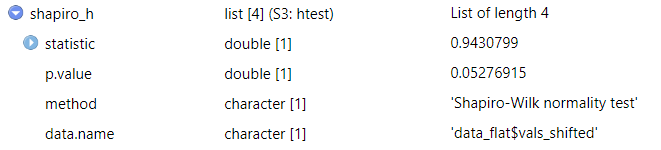 shapiro_h list [4] (S3: htest) List of length 4
statistic double [1] 0.9430799
p.value double [1] 0.05276915
method character [1] 'Shapiro-Wilk normality test'
data.name character [1] 'data_flat$vals_shifted'